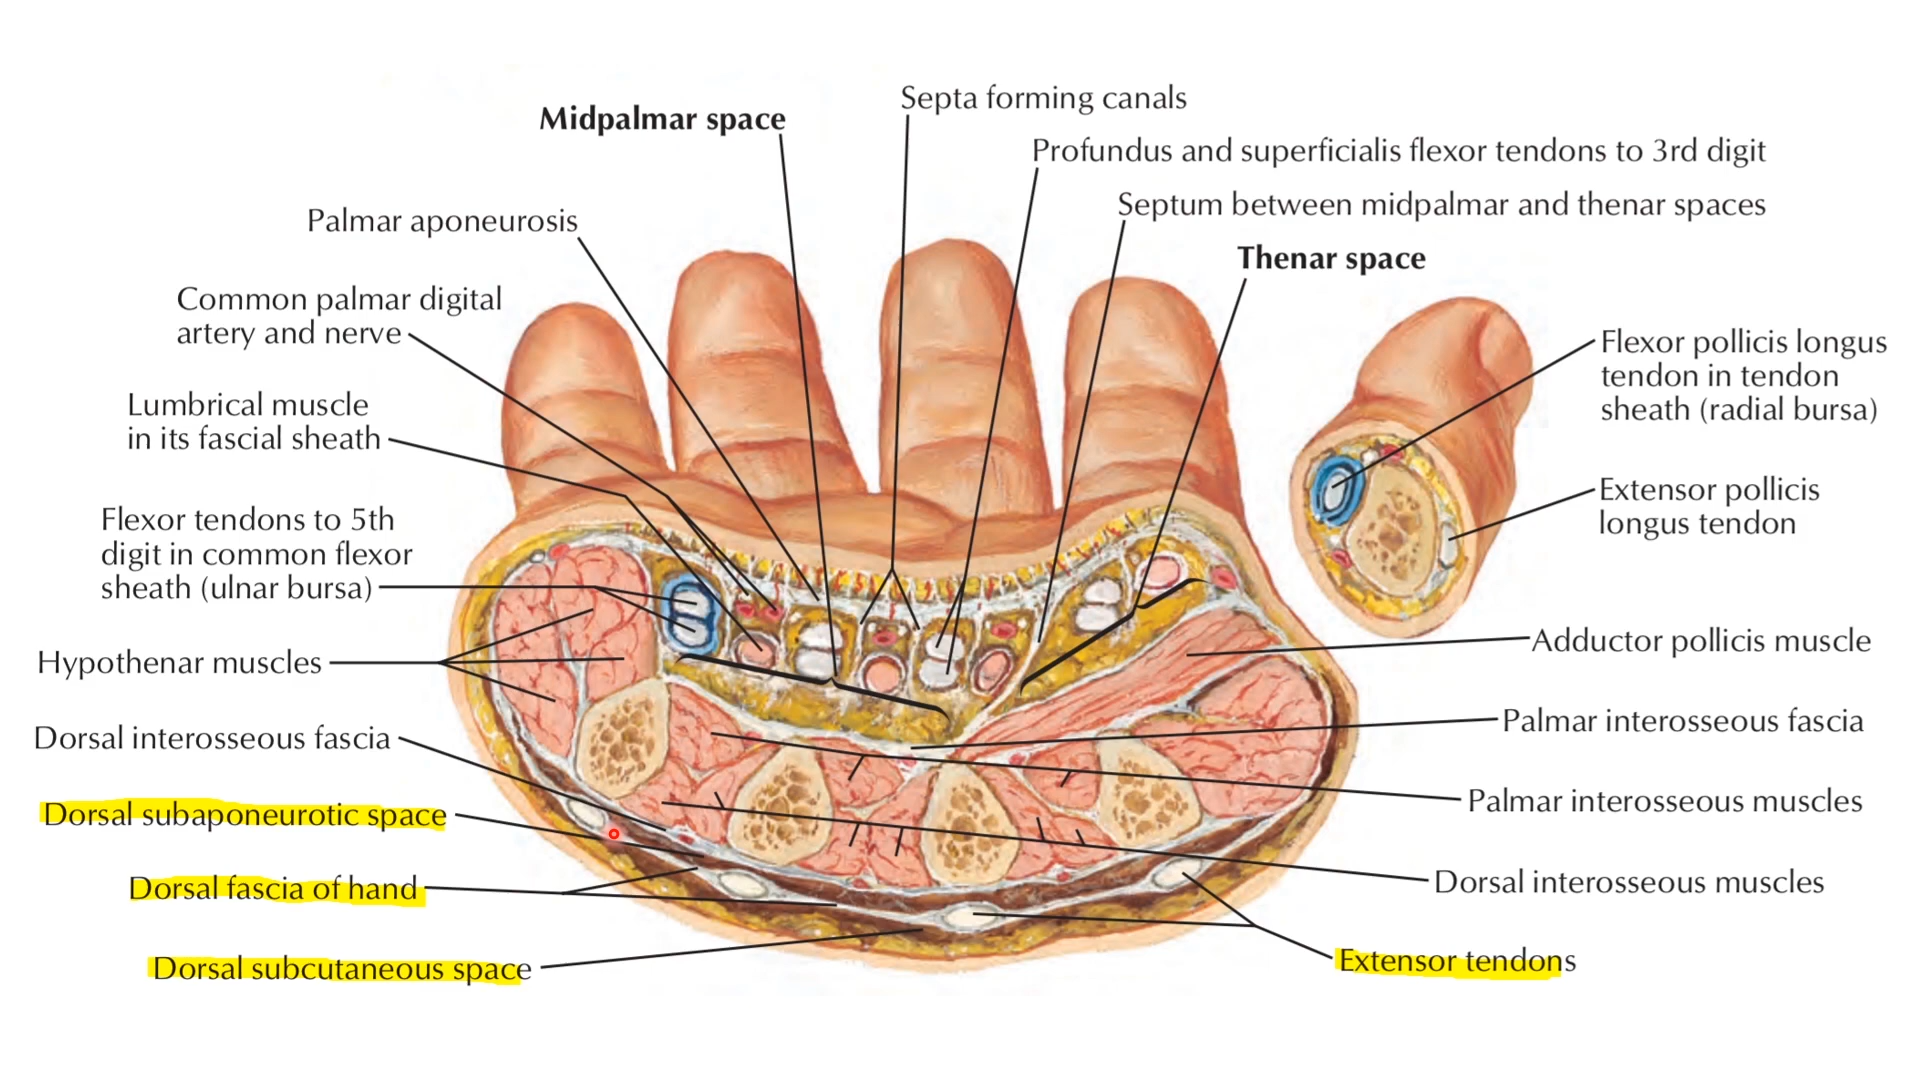 Midpalmar space
Septa forming canals
Profundus and superficialis flexor tendons to 3rd digit
Septum between midpalmar and thenar spaces
Thenar space
Palmar aponeurosis
Common palmar digital
artery and nerve
Lumbrical muscle
in its fascial sheath
Flexor tendons to 5th
digit in common flexor
sheath (ulnar bursa)
Hypothenar muscles
Dorsal interosseous fascia
Dorsal subaponeurotic space
Dorsal fascia of hand
Dorsal subcutaneous space
Flexor pollicis longus
tendon in tendon
sheath (radial bursa)
Extensor pollicis
longus tendon
Adductor pollicis muscle
Palmar interosseous fascia
Palmar interosseous muscles
Dorsal interosseous muscles
Extensor tendons